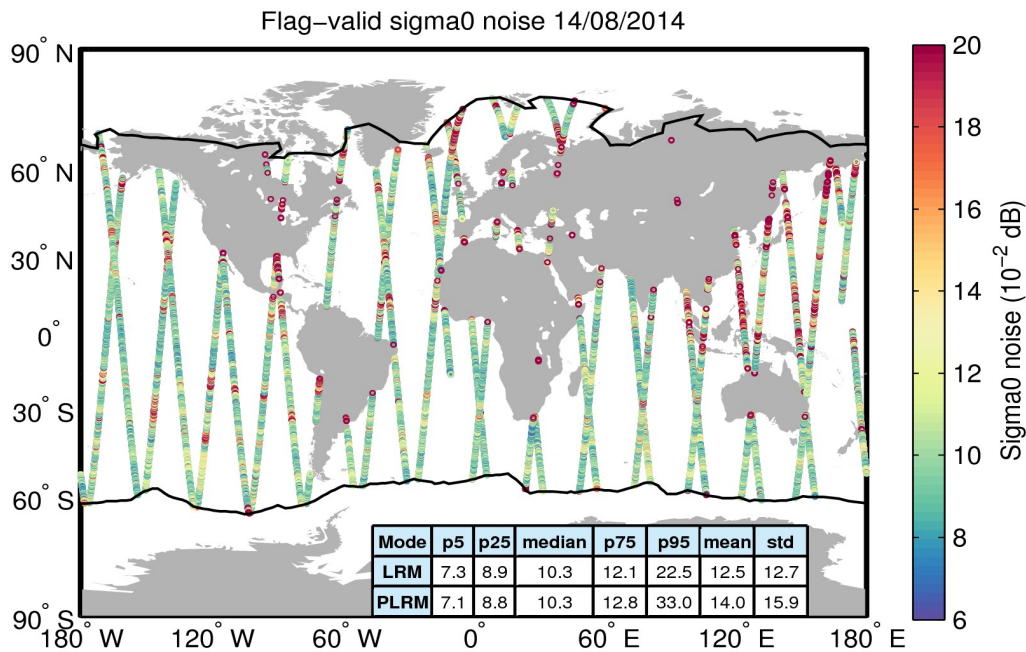 Flag−valid sigma0 noise 14/08/2014
90° N
60° N
30° N
0°
30° S
60° S
90° S
180° W
120° W
60° W
0°
60° E
120° E
180° E
20
18
16
14
12
10
8
6
Sigma0 noise (10⁻² dB)
Mode p5 p25 median p75 p95 mean std
LRM 7.3 8.9 10.3 12.1 22.5 12.5 12.7
PLRM 7.1 8.8 10.3 12.8 33.0 14.0 15.9